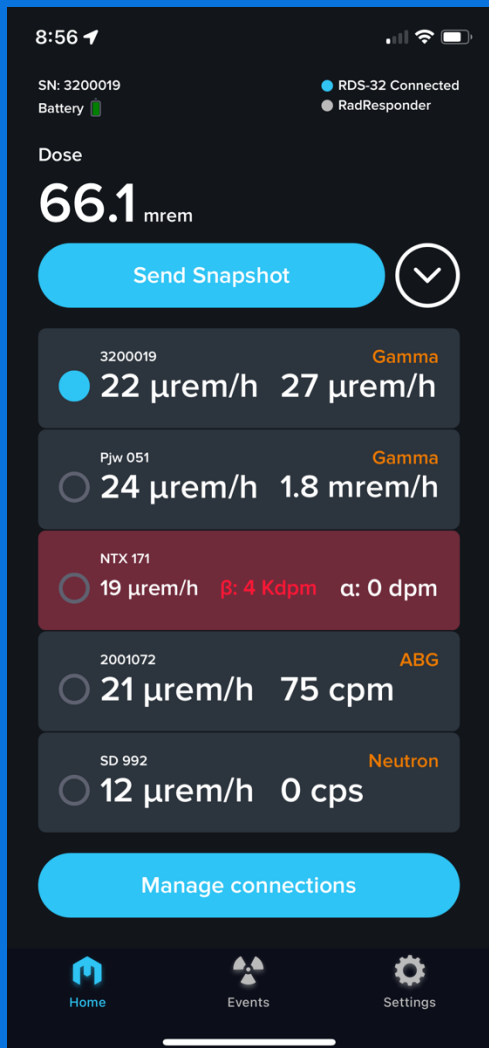 8:56
SN: 3200019
RDS-32 Connected
Battery
RadResponder
Dose
66.1 mrem
Send Snapshot
3200019
Gamma
22 μrem/h 27 μrem/h
Pjw 051
Gamma
24 μrem/h 1.8 mrem/h
NTX 171
19 μrem/h β: 4 Kdpm α: 0 dpm
2001072
ABG
21 μrem/h 75 cpm
SD 992
Neutron
12 μrem/h 0 cps
Manage connections
Home
Events
Settings